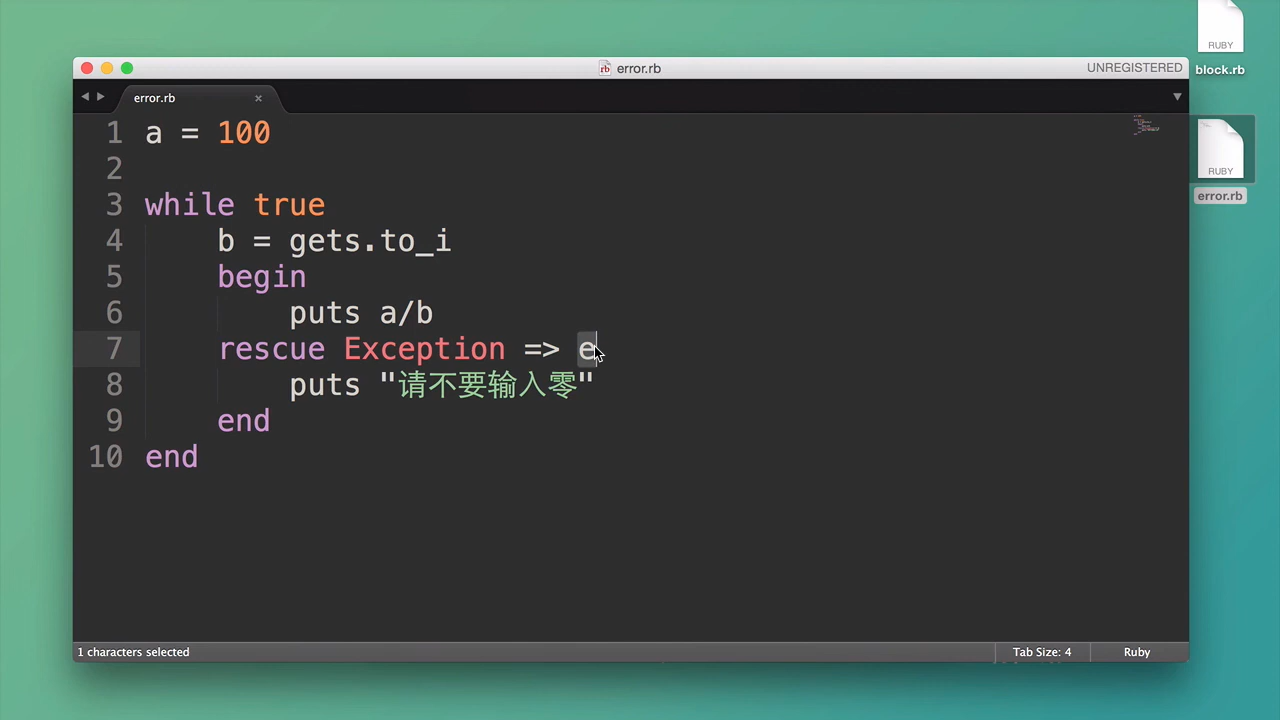 error.rb
UNREGISTERED
error.rb ×
1 a = 100
2
3 while true
4 b = gets.to_i
5 begin
6 puts a/b
7 rescue Exception => e
8 puts "请不要输入零"
9 end
10 end
1 characters selected
Tab Size: 4
Ruby
RUBY
block.rb
RUBY
error.rb